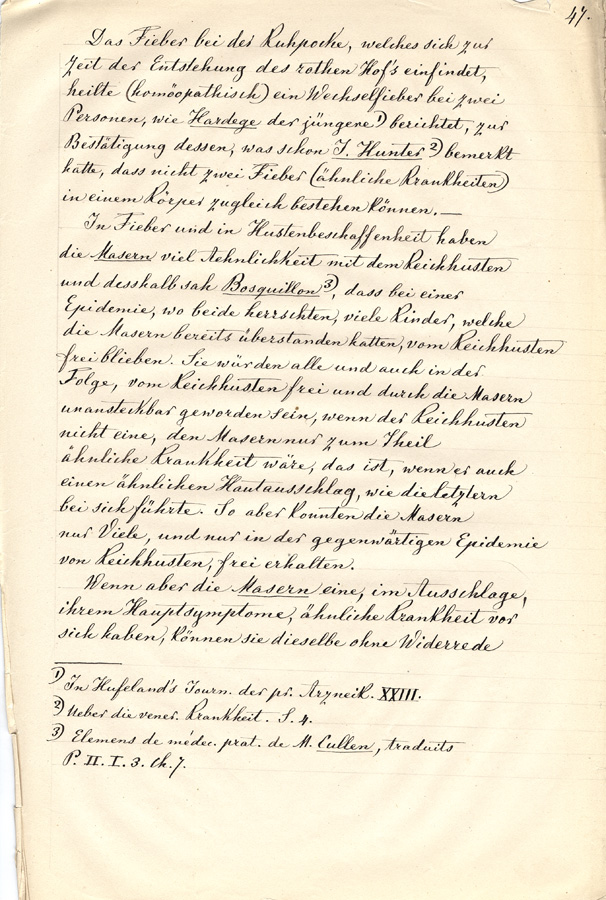 47.
Das Fieber bei der Kuhpocke, welches sich zur
Zeit der Entstehung des rothen Hof's einfindet,
heilte (homöopathisch) ein Wechselfieber bei zwei
Personen, wie Hardege der jüngere 1) berichtet, zur
Bestätigung dessen, was schon J. Hunter 2) bemerkt
hatte, dass nicht zwei Fieber (ähnliche Krankheiten)
in einem Körper zugleich bestehen können. —
In Fieber und in Hustenbeschaffenheit haben
die Masern viel Aehnlichkeit mit dem Keichhusten
und desshalb sah Bosquillon 3), dass bei einer
Epidemie, wo beide herrschten, viele Kinder, welche
die Masern bereits überstanden hatten, vom Keichhusten
frei blieben. Sie würden alle und auch in der
Folge, vom Keichhusten frei und durch die Masern
unansteckbar geworden sein, wenn der Keichhusten
nicht eine, den Masern nur zum Theil
ähnliche Krankheit wäre, das ist, wenn er auch
einen ähnlichen Hautausschlag, wie die letztern
bei sich führte. So aber konnten die Masern
nur Viele, und nur in der gegenwärtigen Epidemie
von Keichhusten, frei erhalten.
Wenn aber die Masern eine, im Ausschlage,
ihrem Hauptsymptome, ähnliche Krankheit vor
sich haben, können sie dieselbe ohne Widerrede
1) In Hufeland's Journ. der pr. Arzneik. XXIII.
2) Ueber die vener. Krankheit. S. 4.
3) Elemens de médec. prat. de M. Cullen, traduits
P. II. I. 3. Ch. 7.